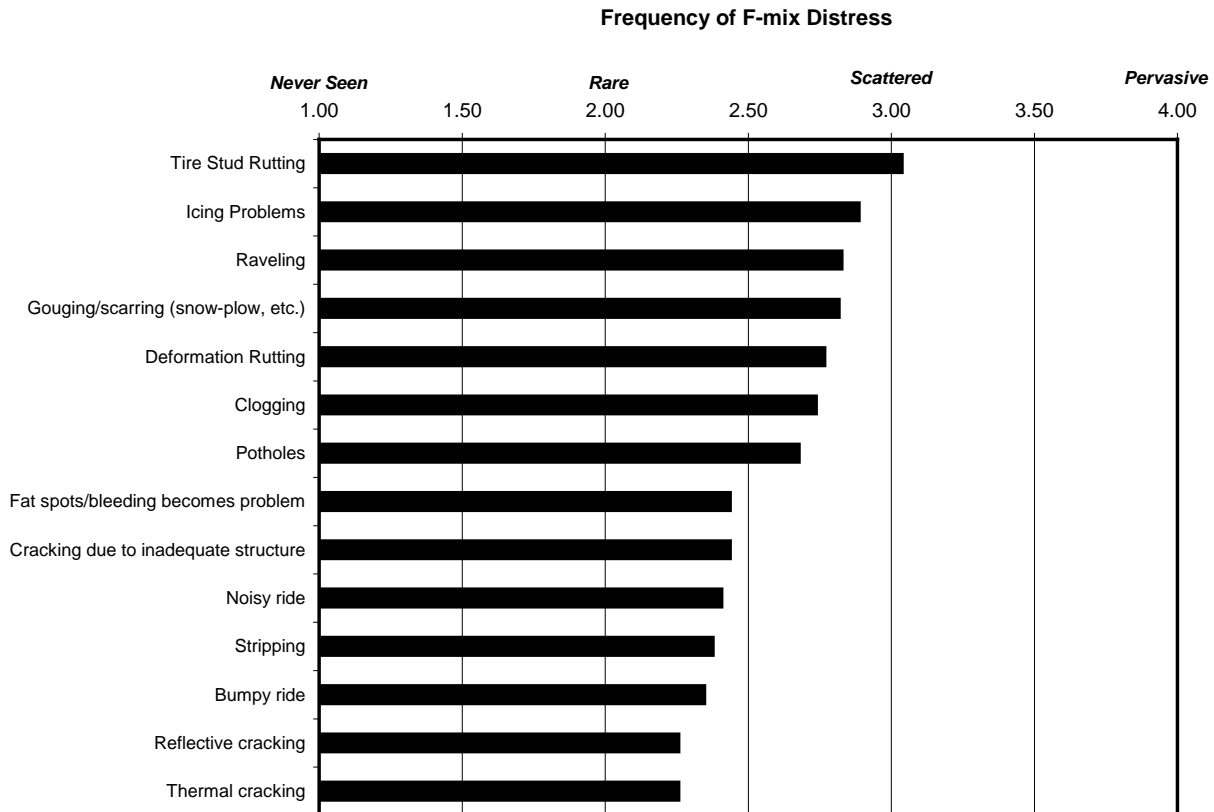 Frequency of F-mix Distress
Never Seen Rare Scattered Pervasive
1.00 1.50 2.00 2.50 3.00 3.50 4.00
Tire Stud Rutting
Icing Problems
Raveling
Gouging/scarring (snow-plow, etc.)
Deformation Rutting
Clogging
Potholes
Fat spots/bleeding becomes problem
Cracking due to inadequate structure
Noisy ride
Stripping
Bumpy ride
Reflective cracking
Thermal cracking